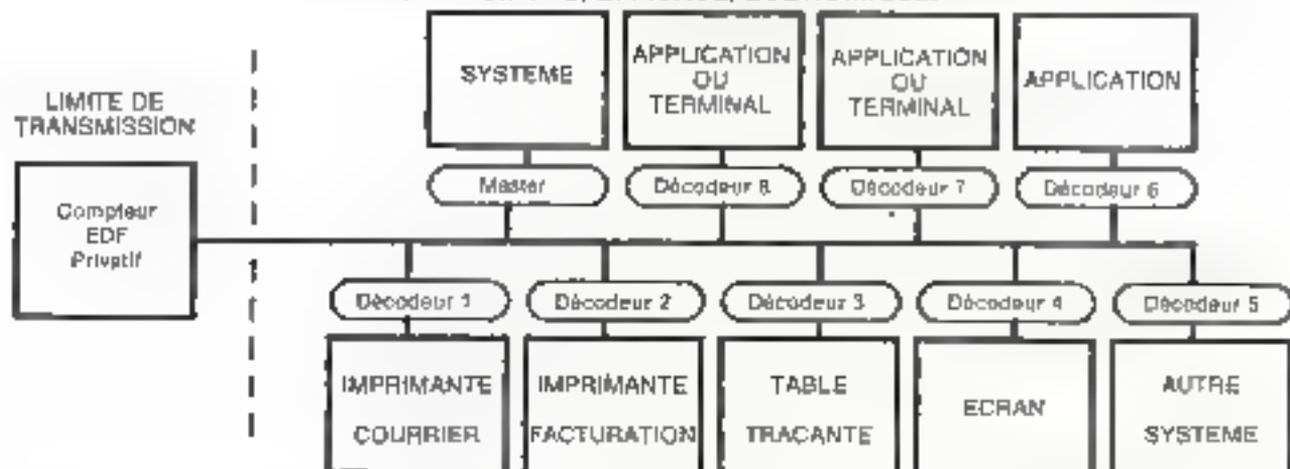 SYSTEME
APPLICATION
OU
TERMINAL
APPLICATION
OU
TERMINAL
APPLICATION
LIMITE DE
TRANSMISSION
Master
Décodeur 8
Décodeur 7
Décodeur 6
Compteur
EDF
Privatif
Décodeur 1
Décodeur 2
Décodeur 3
Décodeur 4
Décodeur 5
IMPRIMANTE
COURRIER
IMPRIMANTE
FACTURATION
TABLE
TRACANTE
ECRAN
AUTRE
SYSTEME